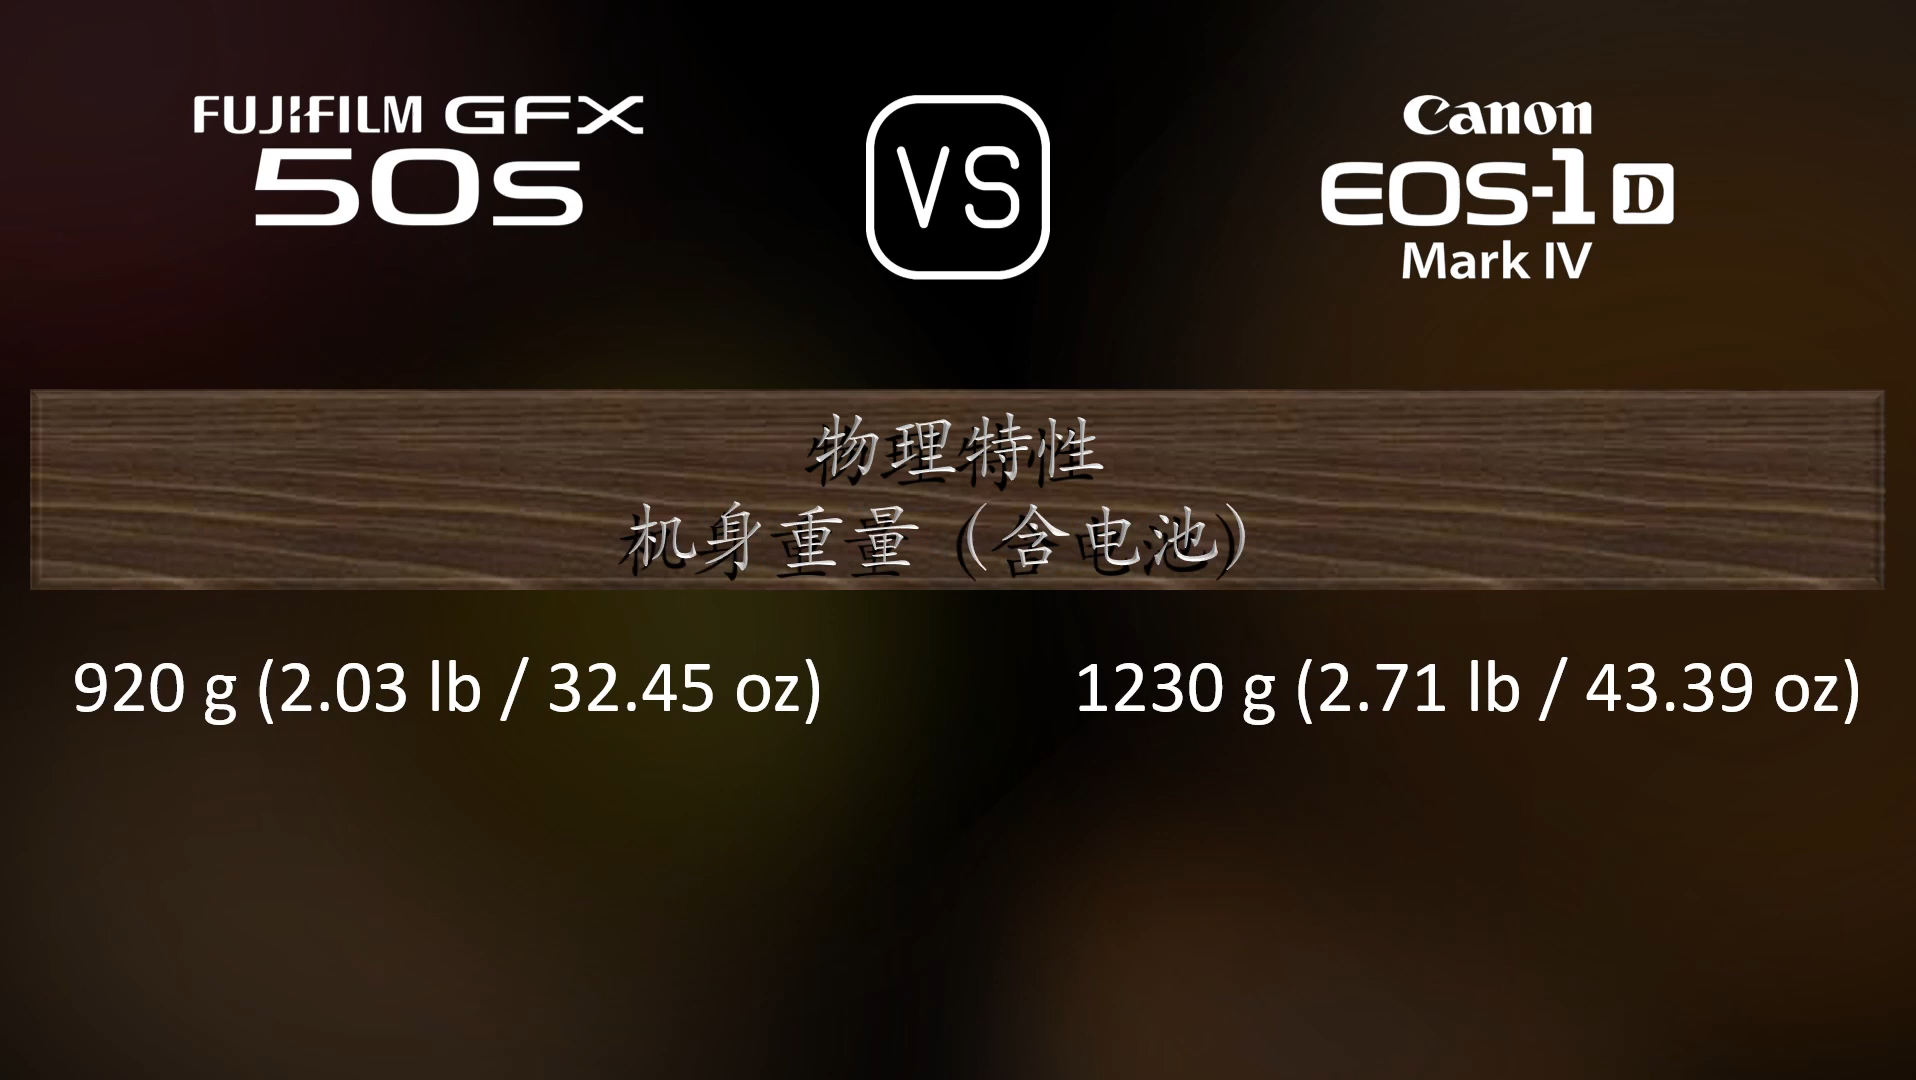 FUJIFILM GFX
50s
VS
Canon
EOS-1 D
Mark IV
物理特性
机身重量（含电池）
920 g (2.03 lb / 32.45 oz)
1230 g (2.71 lb / 43.39 oz)